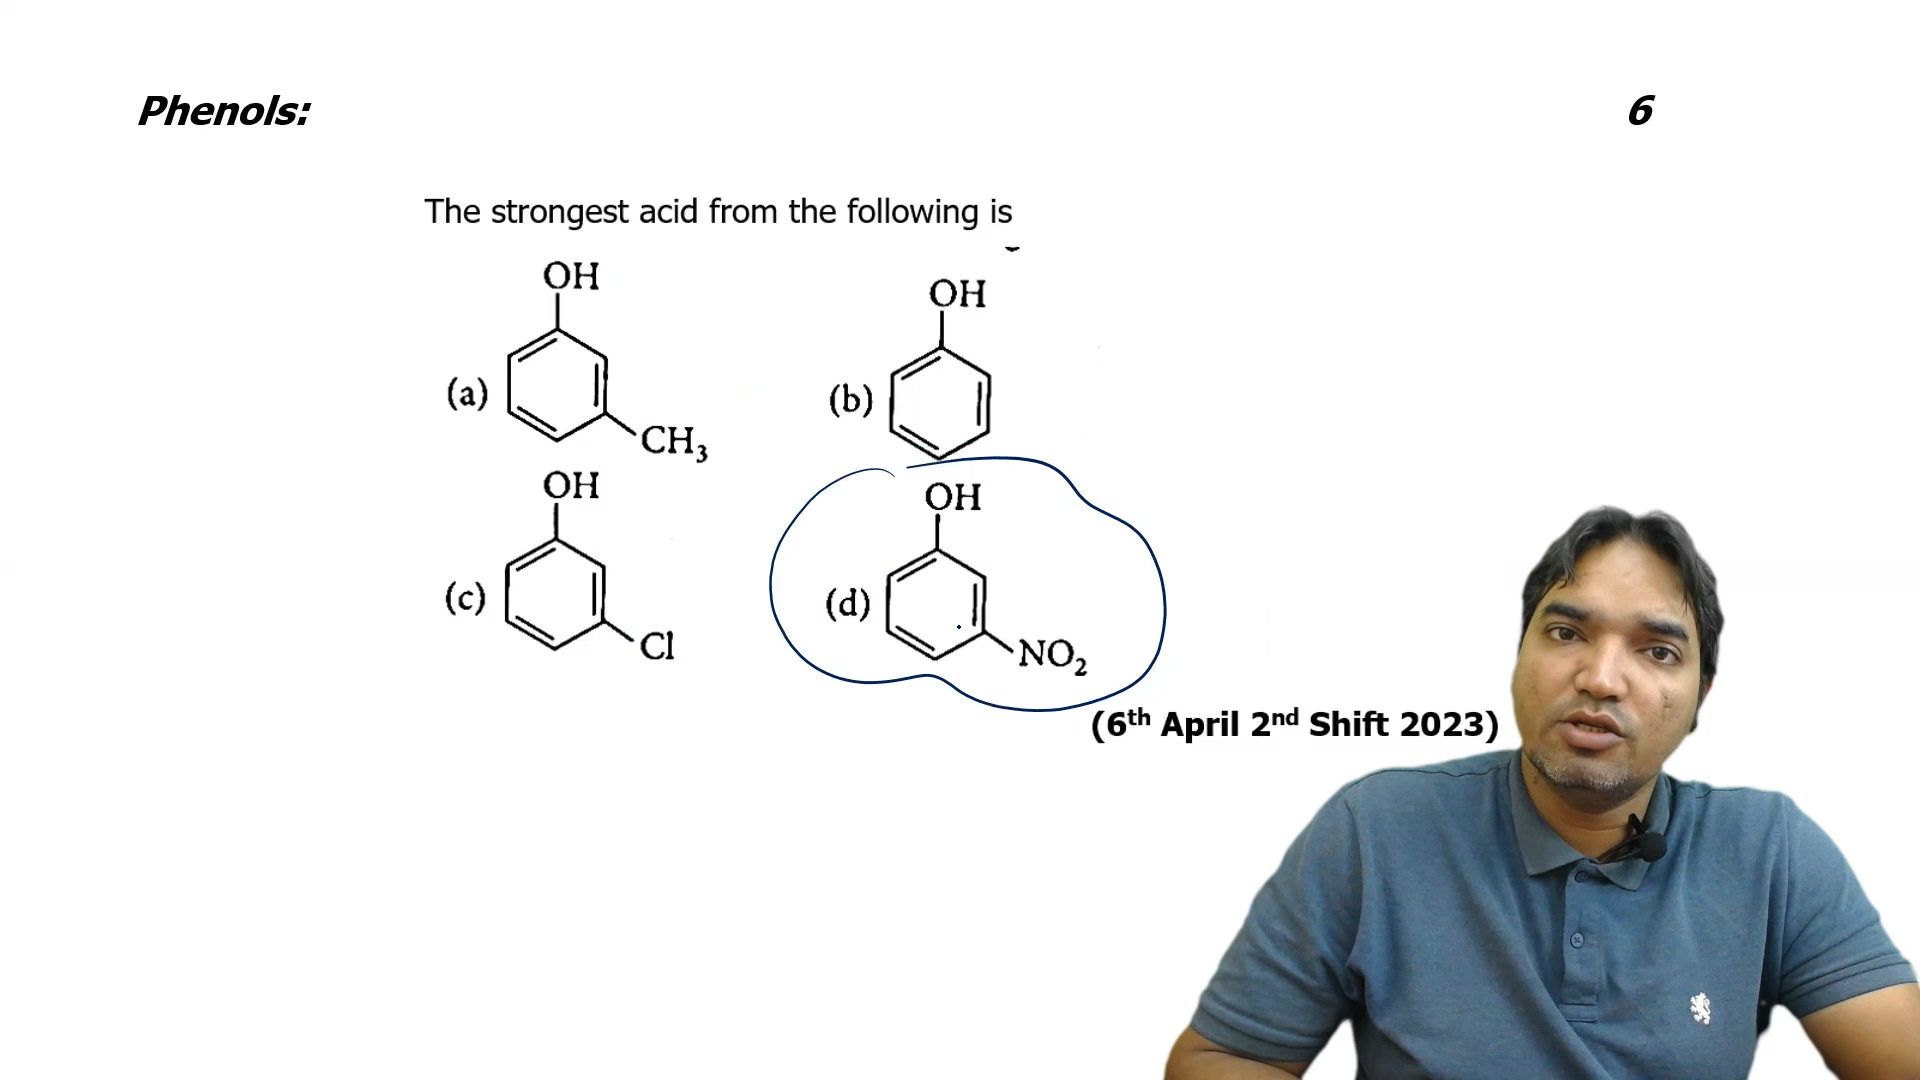 Phenols:
6
The strongest acid from the following is
OH
(a)
CH3
OH
(b)
OH
(c)
Cl
OH
(d)
NO2
(6th April 2nd Shift 2023)